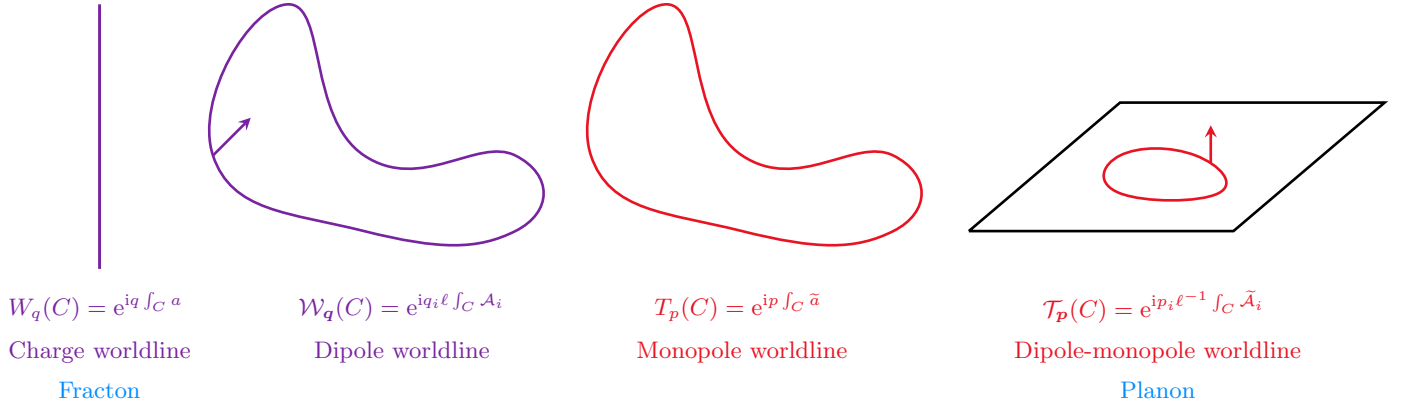 W_q(C) = e^{iq ∫_C a}
𝒲_𝒒(C) = e^{iq_i ℓ ∫_C 𝒜_i}
T_p(C) = e^{ip ∫_C ã}
𝒯_𝒑(C) = e^{ip_i ℓ^{-1} ∫_C 𝒜̃_i}
Charge worldline
Dipole worldline
Monopole worldline
Dipole-monopole worldline
Fracton
Planon